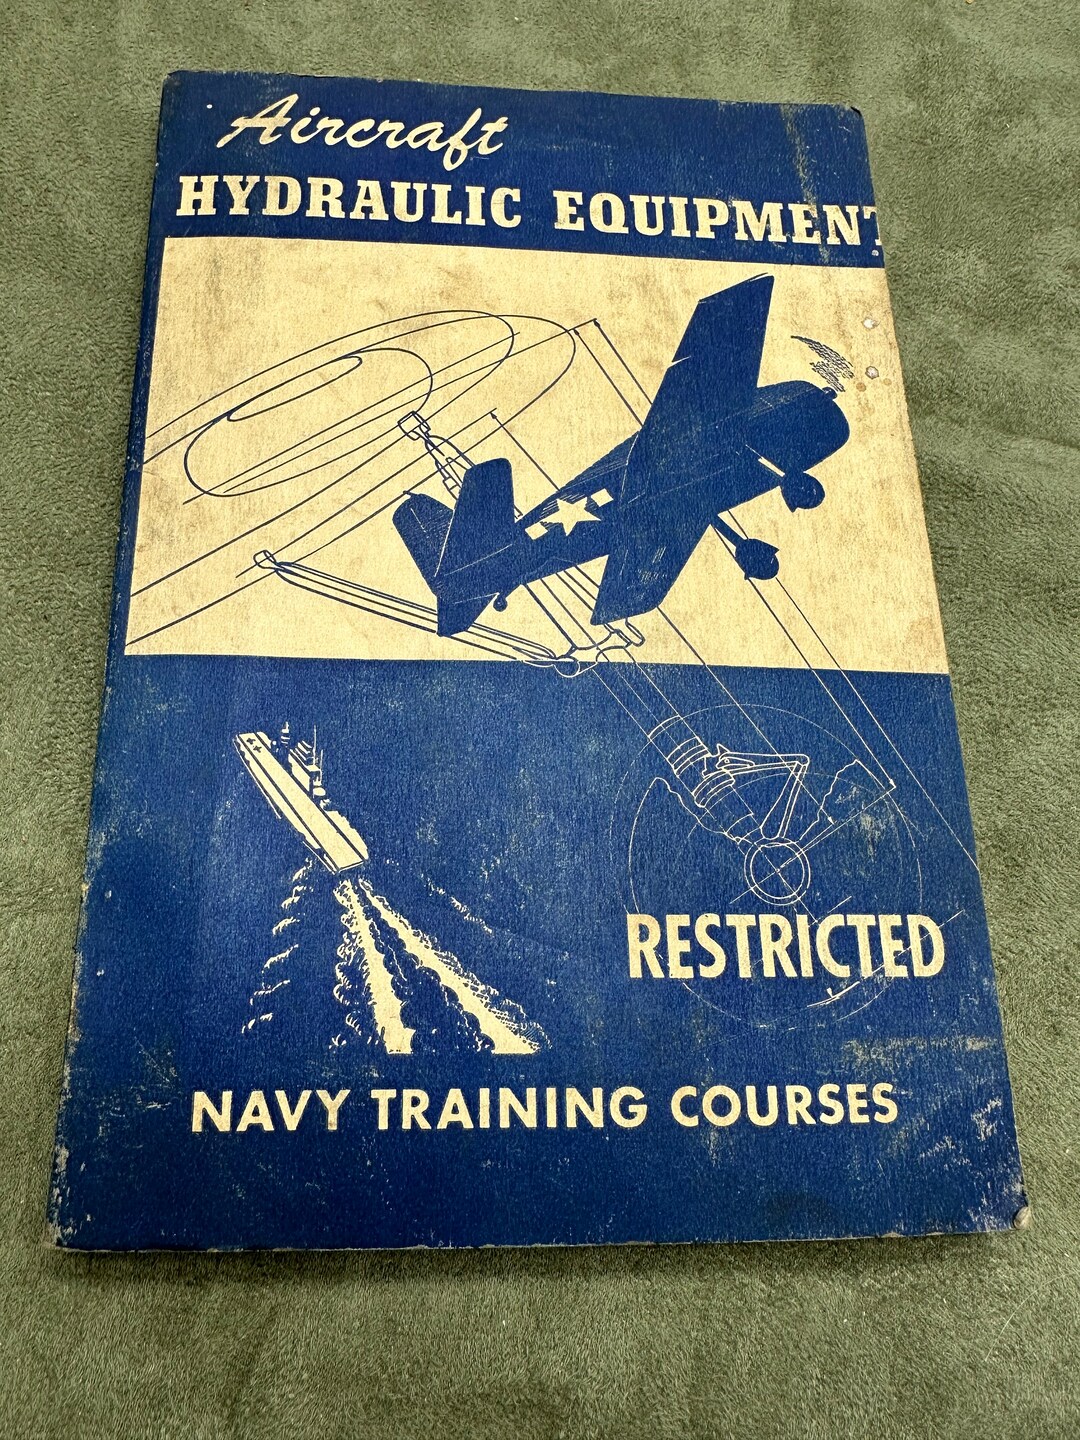 Aircraft
HYDRAULIC EQUIPMENT
RESTRICTED
NAVY TRAINING COURSES